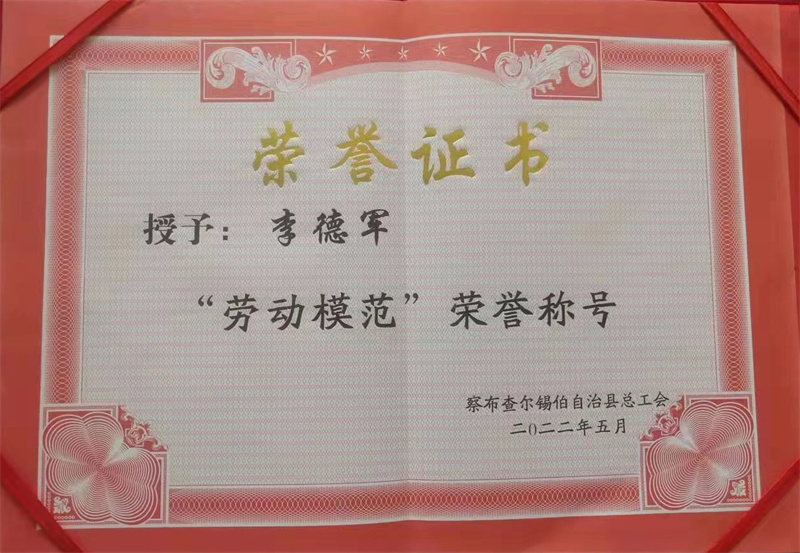 荣誉证书
授予：李德军
“劳动模范”荣誉称号
察布查尔锡伯自治县总工会
二〇二二年五月